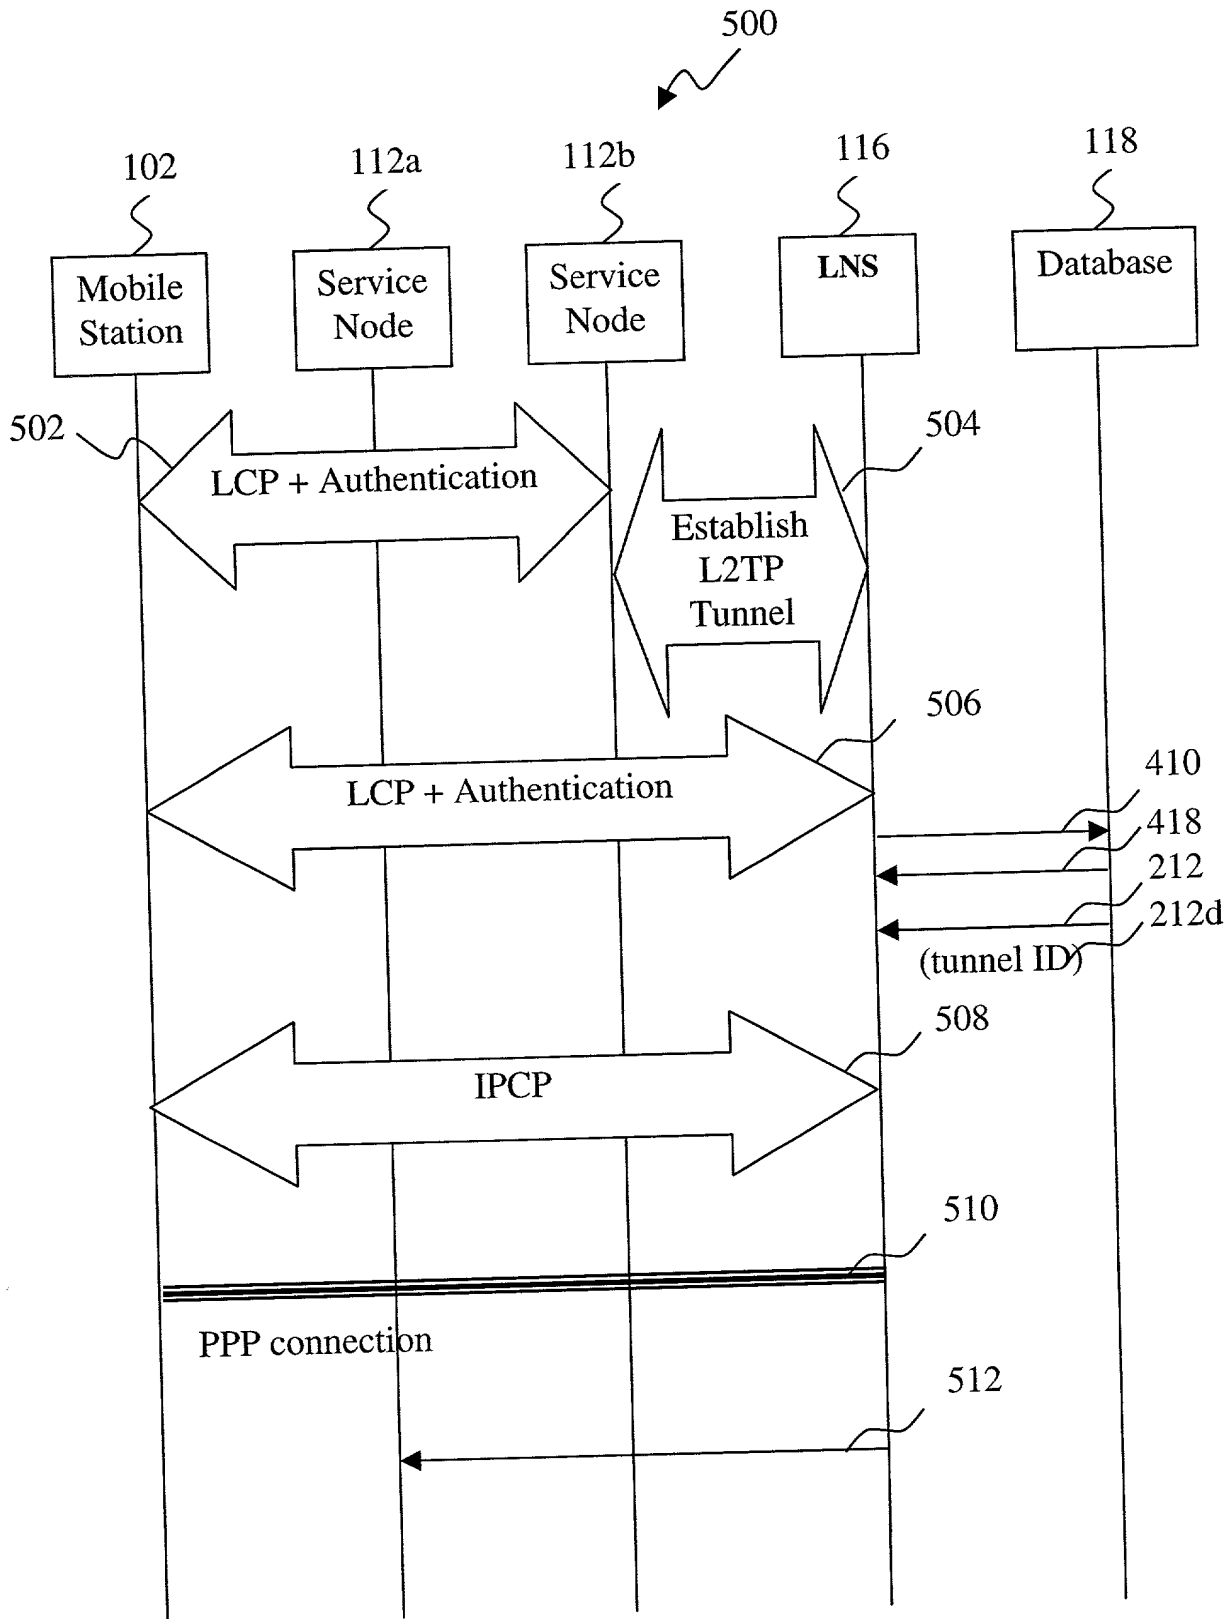 500
102
112a
112b
116
118
Mobile
Station
Service
Node
Service
Node
LNS
Database
502
LCP + Authentication
504
Establish
L2TP
Tunnel
506
LCP + Authentication
410
418
212
212d
(tunnel ID)
508
IPCP
510
PPP connection
512